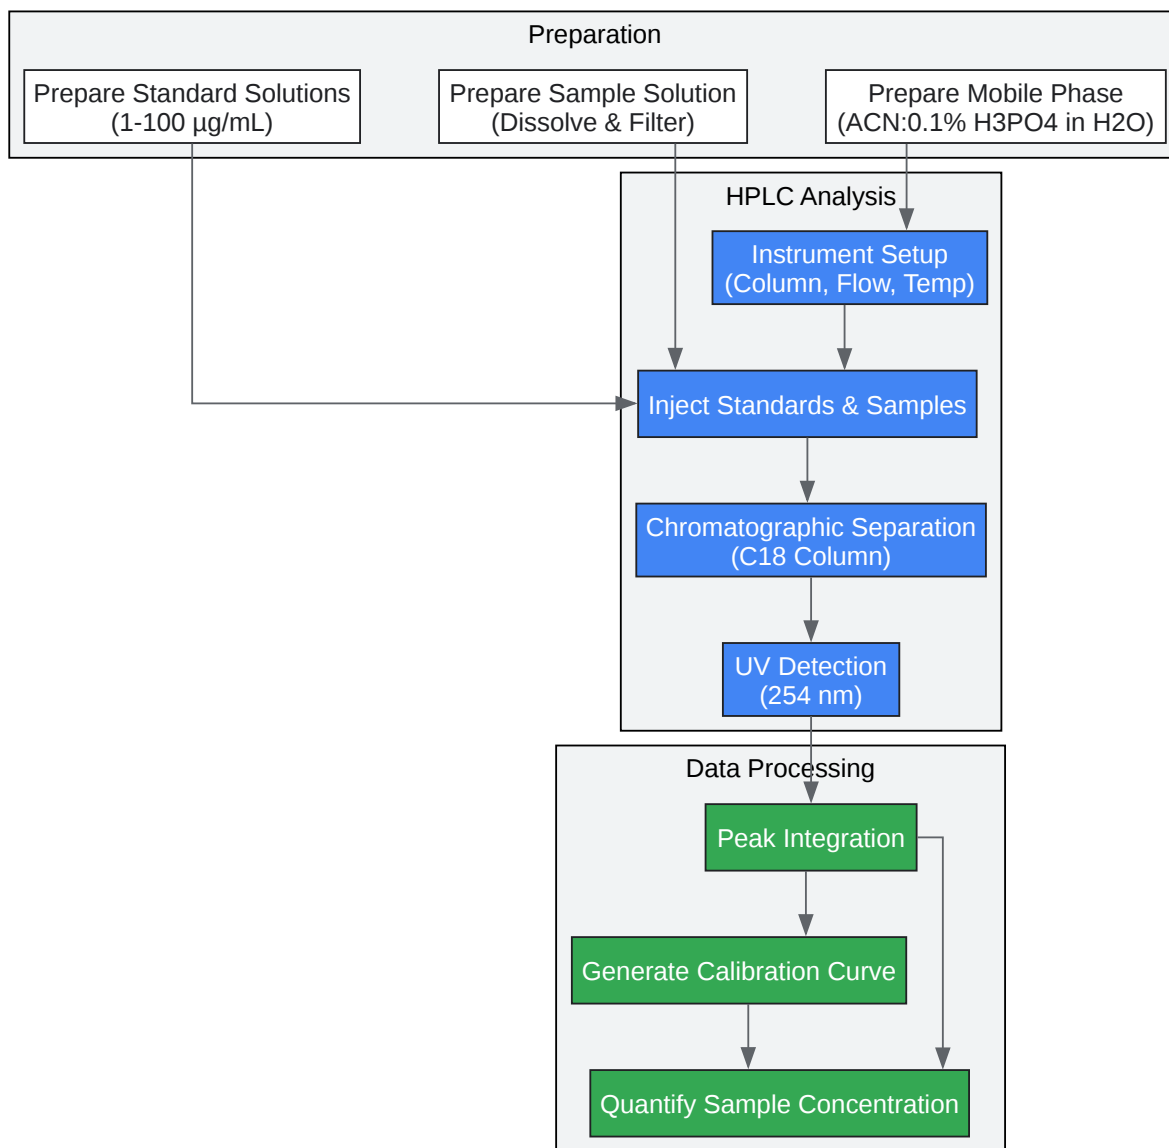 Preparation
Prepare Standard Solutions
(1-100 µg/mL)
Prepare Sample Solution
(Dissolve & Filter)
Prepare Mobile Phase
(ACN:0.1% H3PO4 in H2O)
HPLC Analysis
Instrument Setup
(Column, Flow, Temp)
Inject Standards & Samples
Chromatographic Separation
(C18 Column)
UV Detection
(254 nm)
Data Processing
Peak Integration
Generate Calibration Curve
Quantify Sample Concentration